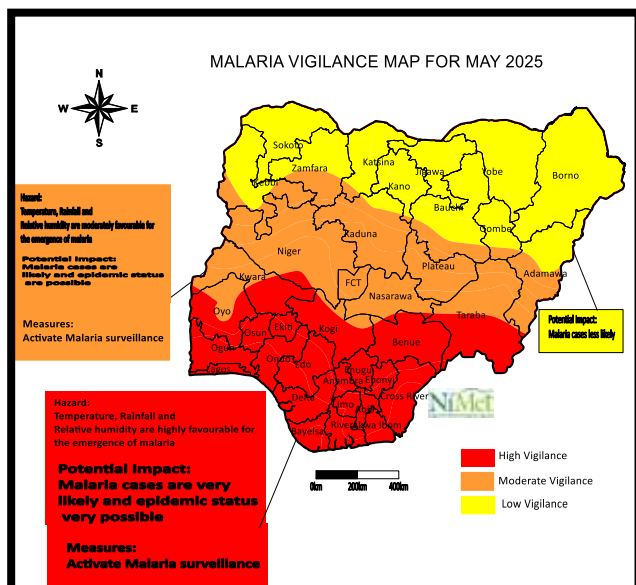 MALARIA VIGILANCE MAP FOR MAY 2025
N
W
E
S
Sokoto
Zamfara
Katsina
Kebbi
Kano
Jigawa
Yobe
Borno
Bauchi
Gombe
Kaduna
Niger
Plateau
Adamawa
Kwara
FCT
Nasarawa
Taraba
Oyo
Osun
Ekiti
Kogi
Benue
Ogun
Lagos
Ondo
Edo
Enugu
Anambra
Ebony
Delta
Imo
Abia
Cross River
Bayelsa
Rivers
Akwa Ibom
Hazard:
Temperature, Rainfall and
Relative humidity are moderately favourable for
the emergence of malaria
Potential Impact:
Malaria cases are
likely and epidemic status
are possible
Measures:
Activate Malaria surveillance
Potential Impact:
Malaria cases less likely
NiMet
Hazard:
Temperature, Rainfall and
Relative humidity are highly favourable for
the emergence of malaria
Potential Impact:
Malaria cases are very
likely and epidemic status
very possible
Measures:
Activate Malaria surveillance
High Vigilance
Moderate Vigilance
Low Vigilance
0km 200km 400km